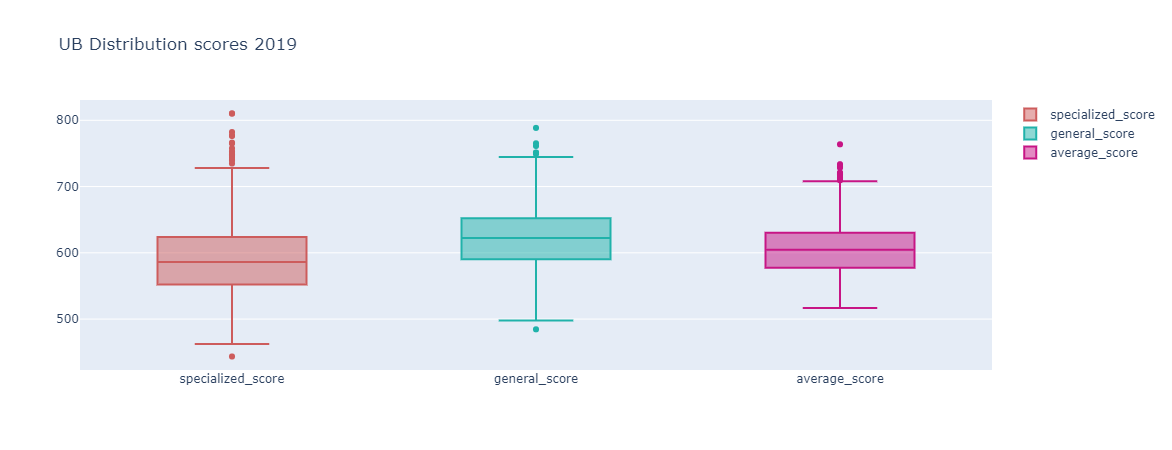 UB Distribution scores 2019
800
700
600
500
specialized_score
general_score
average_score
specialized_score
general_score
average_score